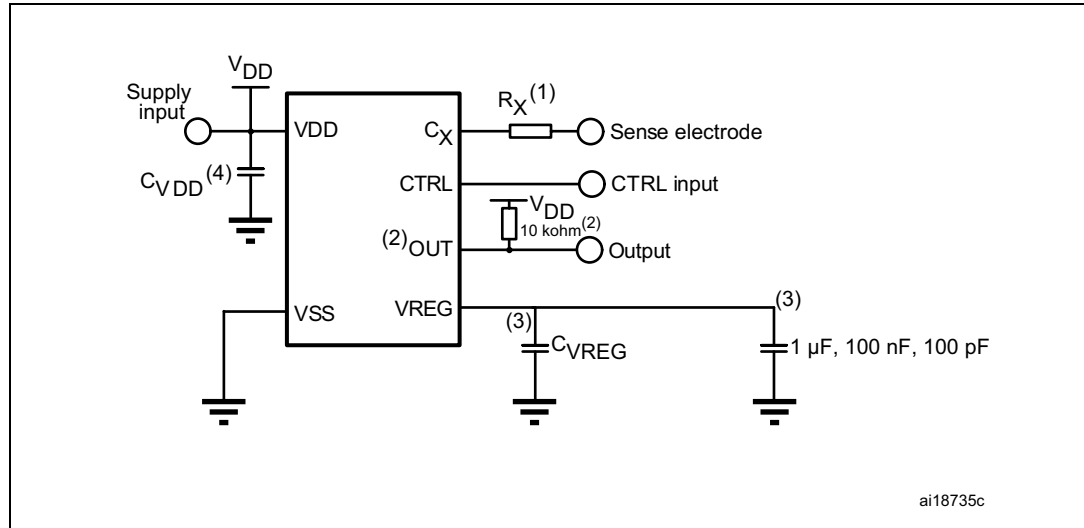 VDD
Supply
input
VDD
CVDD(4)
VSS
CX
RX(1)
Sense electrode
CTRL
CTRL input
VDD
10 kohm(2)
(2)OUT
Output
VREG
(3)
CVREG
(3)
1 µF, 100 nF, 100 pF
ai18735c